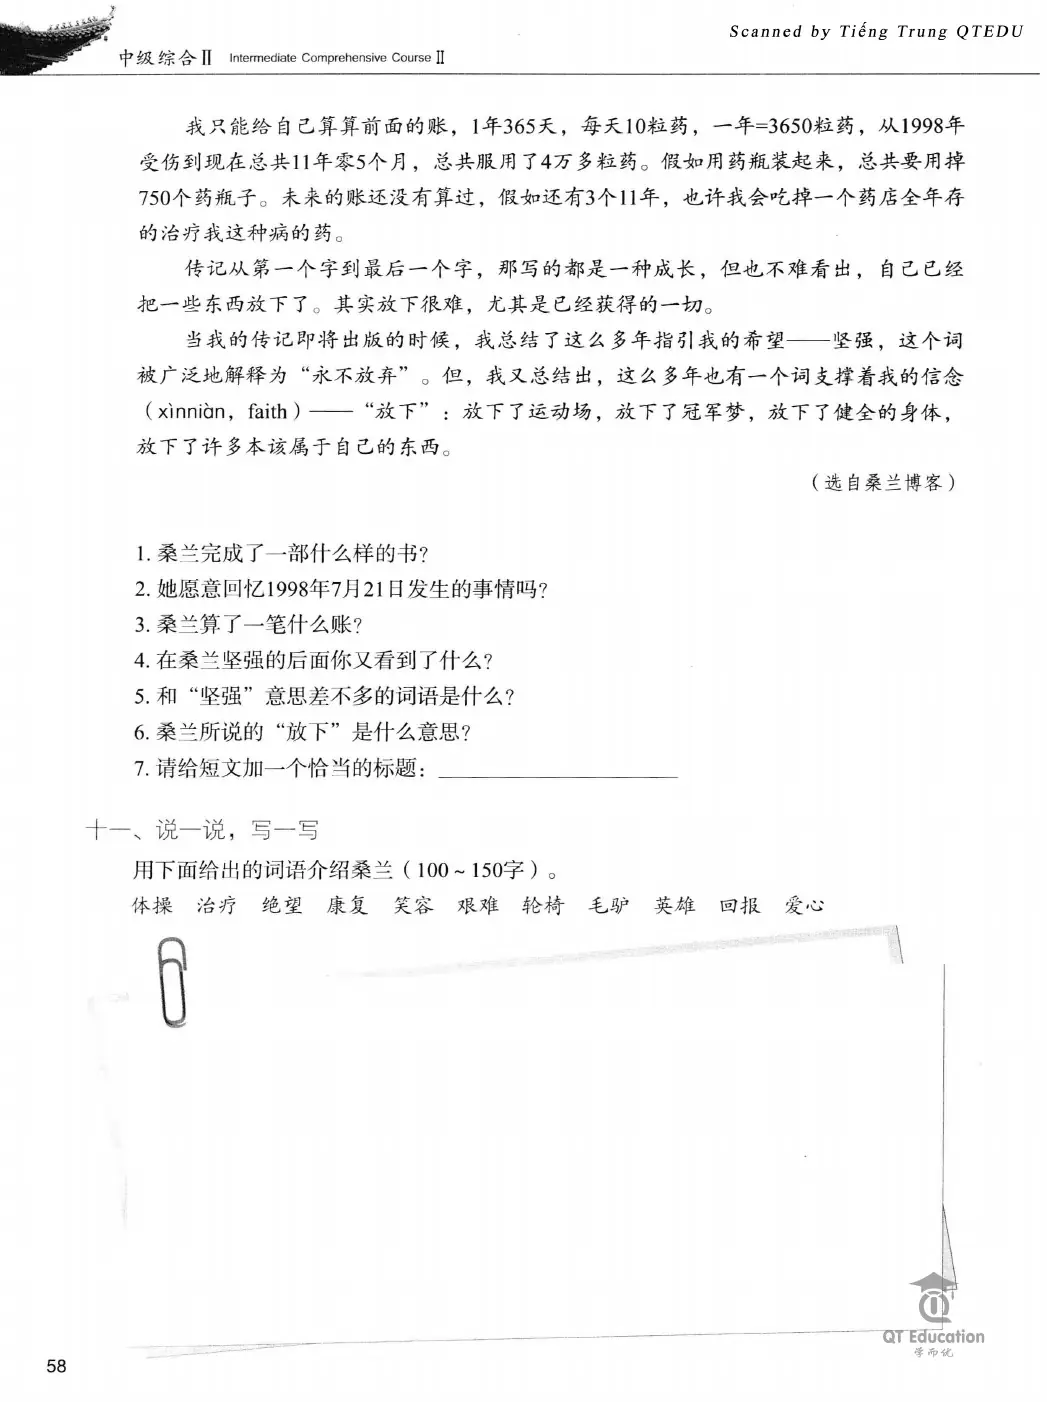 Scanned by Tiếng Trung QTEDU
中级综合Ⅱ Intermediate Comprehensive Course Ⅱ
我只能给自己算算前面的账，1年365天，每天10粒药，一年=3650粒药，从1998年
受伤到现在总共11年零5个月，总共服用了4万多粒药。假如用药瓶装起来，总共要用掉
750个药瓶子。未来的账还没有算过，假如还有3个11年，也许我会吃掉一个药店全年存
的治疗我这种病的药。
传记从第一个字到最后一个字，那写的都是一种成长，但也不难看出，自己已经
把一些东西放下了。其实放下很难，尤其是已经获得的一切。
当我的传记即将出版的时候，我总结了这么多年指引我的希望——坚强，这个词
被广泛地解释为“永不放弃”。但，我又总结出，这么多年也有一个词支撑着我的信念
（xìnniàn，faith）——“放下”：放下了运动场，放下了冠军梦，放下了健全的身体，
放下了许多本该属于自己的东西。
（选自桑兰博客）
1. 桑兰完成了一部什么样的书？
2. 她愿意回忆1998年7月21日发生的事情吗？
3. 桑兰算了一笔什么账？
4. 在桑兰坚强的后面你又看到了什么？
5. 和“坚强”意思差不多的词语是什么？
6. 桑兰所说的“放下”是什么意思？
7. 请给短文加一个恰当的标题：
十一、说一说，写一写
用下面给出的词语介绍桑兰（100～150字）。
体操 治疗 绝望 康复 笑容 艰难 轮椅 毛驴 英雄 回报 爱心
QT Education
学而优
58